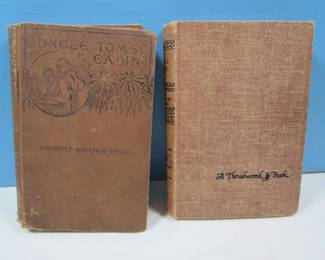 UNCLE TOM'S
CABIN
HARRIET BEECHER STOWE
A Thrushwood Book